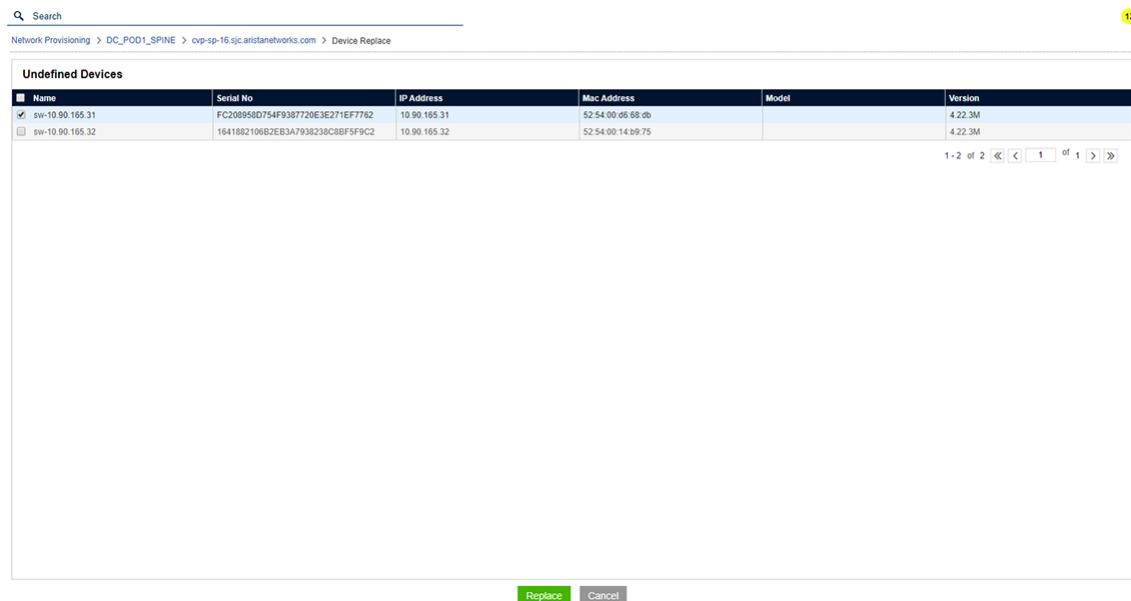 Search
12
Network Provisioning > DC_POD1_SPINE > cvp-sp-16.sjc.aristanetworks.com > Device Replace
Undefined Devices
Name Serial No IP Address Mac Address Model Version
sw-10.90.165.31 FC208958D754F9387720E3E271EF7762 10.90.165.31 52:54:00:d6:68:db 4.22.3M
sw-10.90.165.32 1641882106B2EB3A7938238C8BF5F9C2 10.90.165.32 52:54:00:14:b9:75 4.22.3M
1 - 2 of 2 « < 1 of 1 > »
Replace Cancel